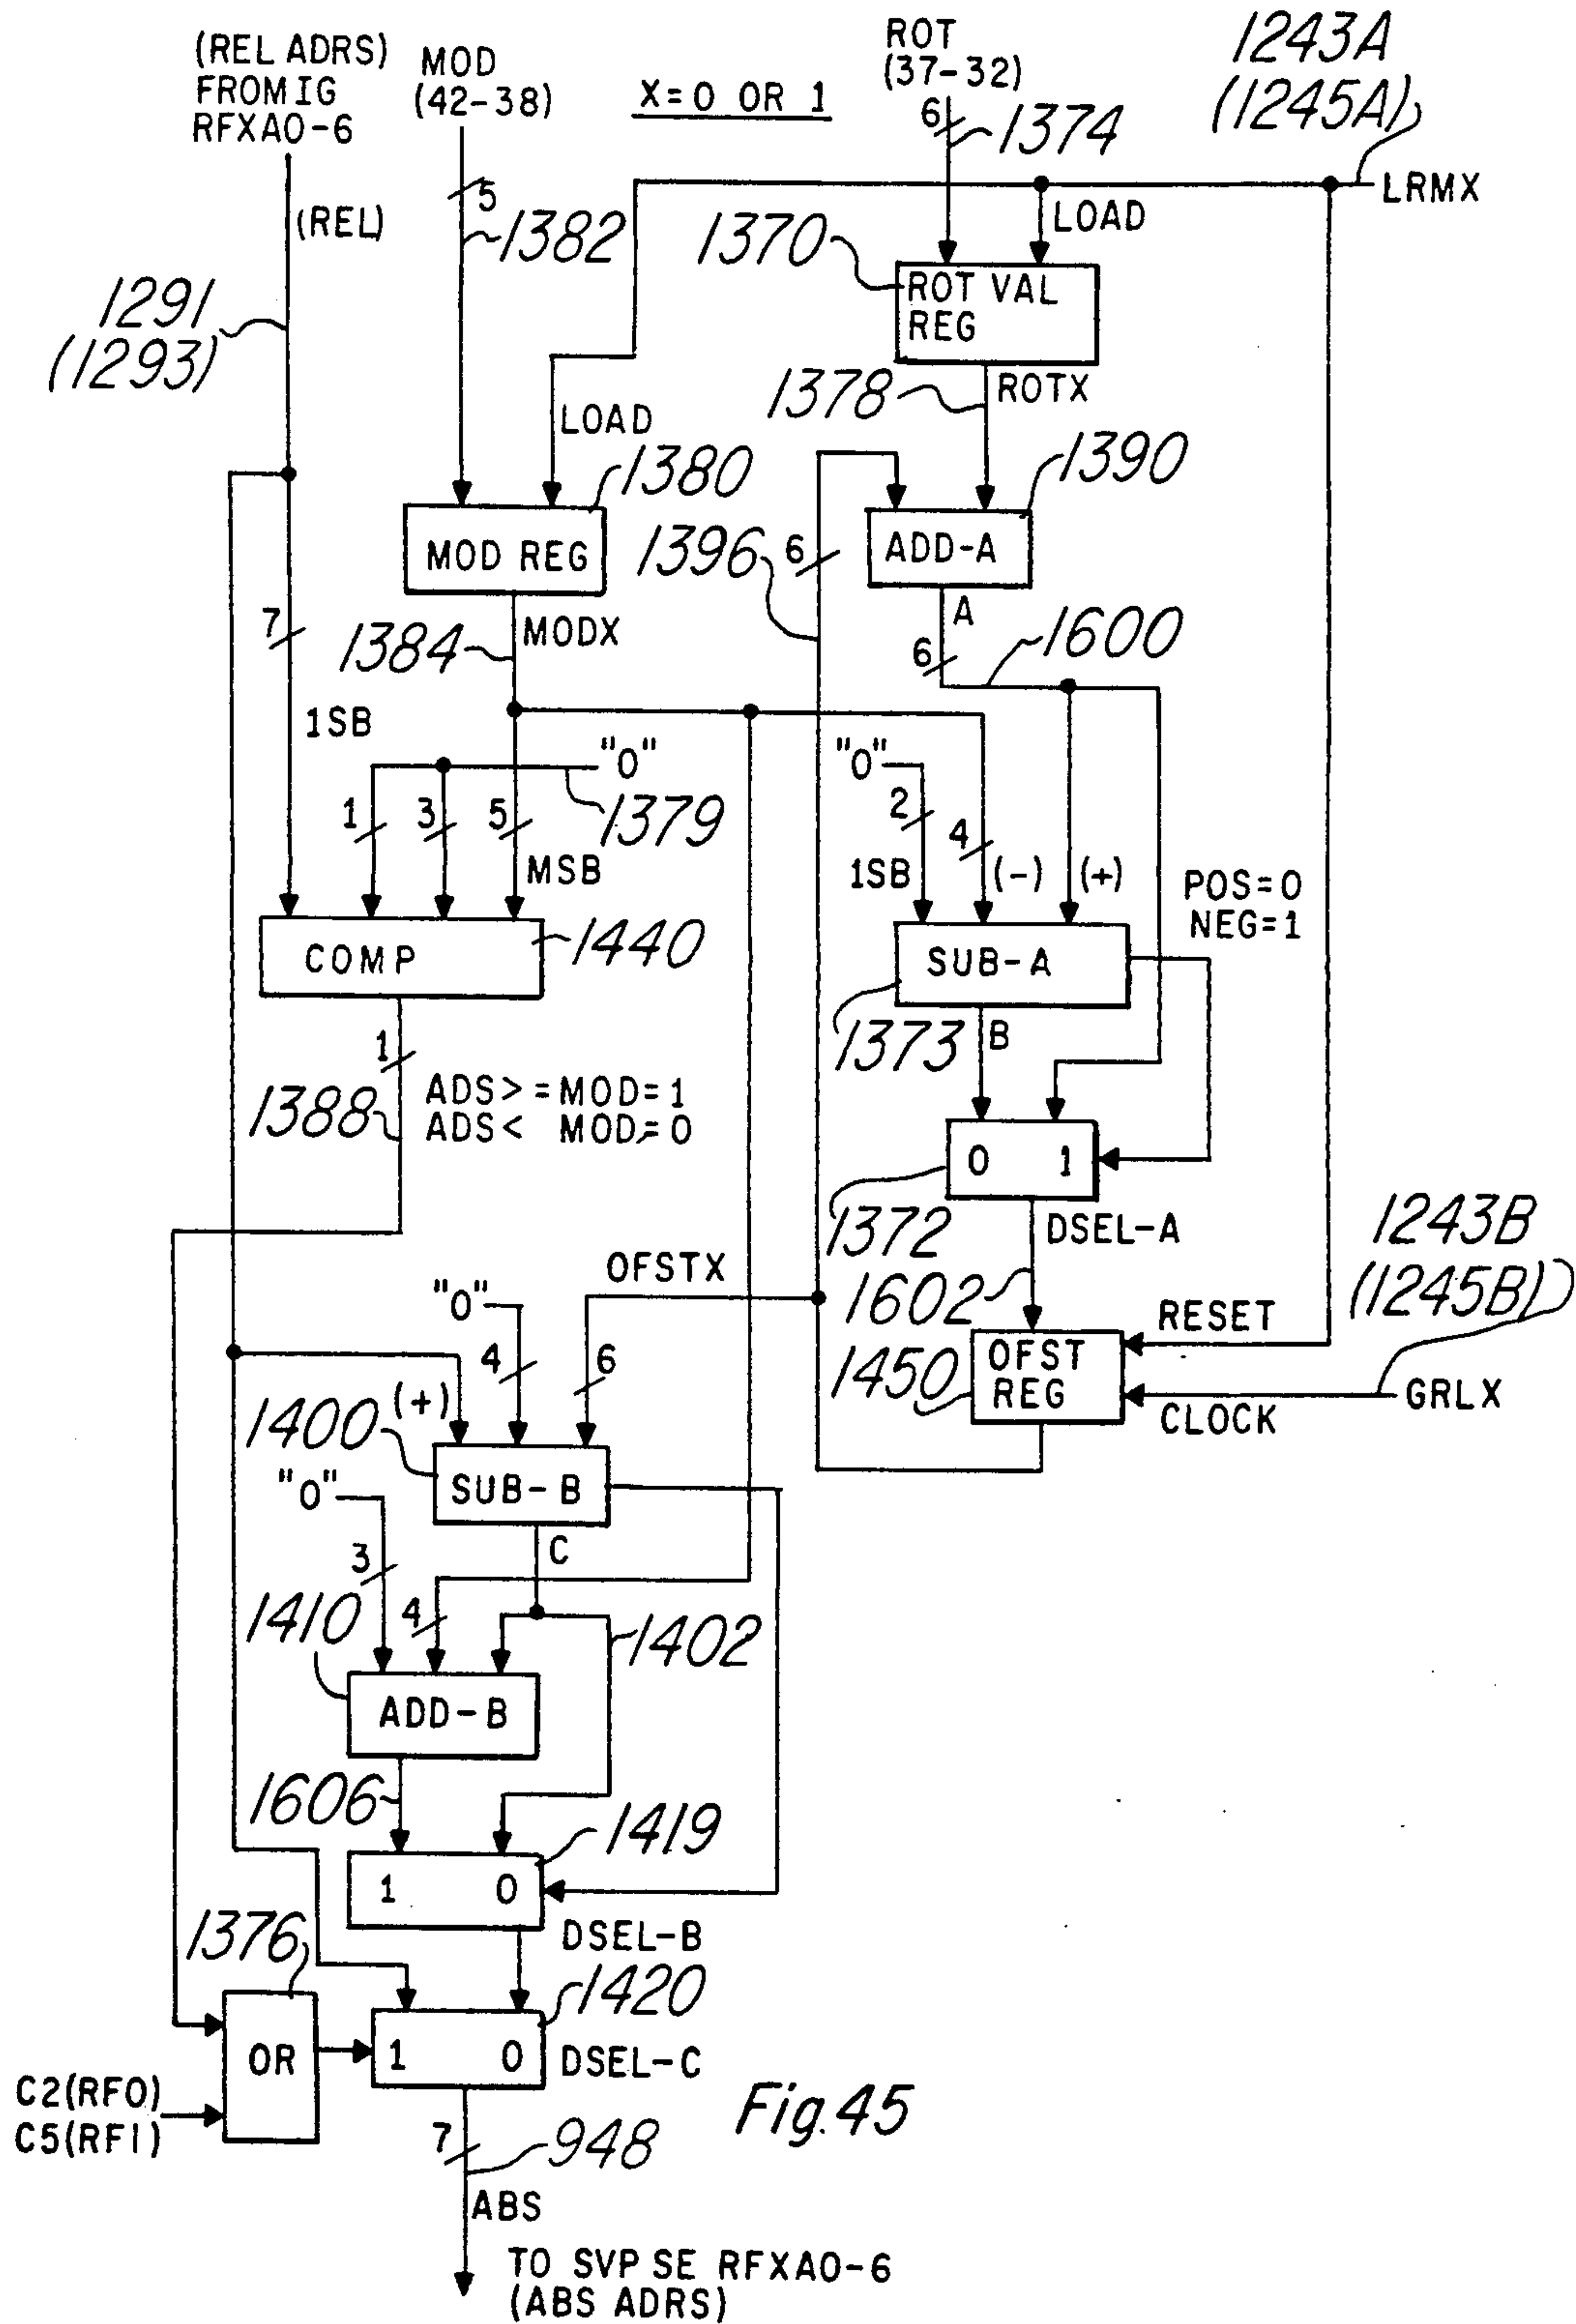 (REL ADRS)
FROM IG
RFXA0-6
MOD
(42-38)
X=0 OR 1
ROT
(37-32)
6
1374
1243A
(1245A)
LRMX
(REL)
5
1382
LOAD
1370
ROT VAL
REG
1291
(1293)
1378
ROTX
LOAD
1380
1390
MOD REG
1396
6
ADD-A
7
MODX
1384
A
6
1600
1SB
"0"
1379
"0"
1
3
5
2
4
MSB
1SB
(-)
(+)
POS=0
NEG=1
COMP
1440
SUB-A
1373
B
1
1388
ADS>=MOD=1
ADS< MOD=0
0 1
1372
DSEL-A
1243B
(1245B)
OFSTX
"0"
1602
RESET
4
6
1450
OFST
REG
CLOCK
GRLX
(+)
1400
SUB-B
"0"
C
3
1410
4
1402
ADD-B
1606
1419
1 0
DSEL-B
1376
1420
OR
1 0
DSEL-C
C2(RF0)
C5(RF1)
Fig. 45
7
948
ABS
TO SVP SE RFXA0-6
(ABS ADRS)